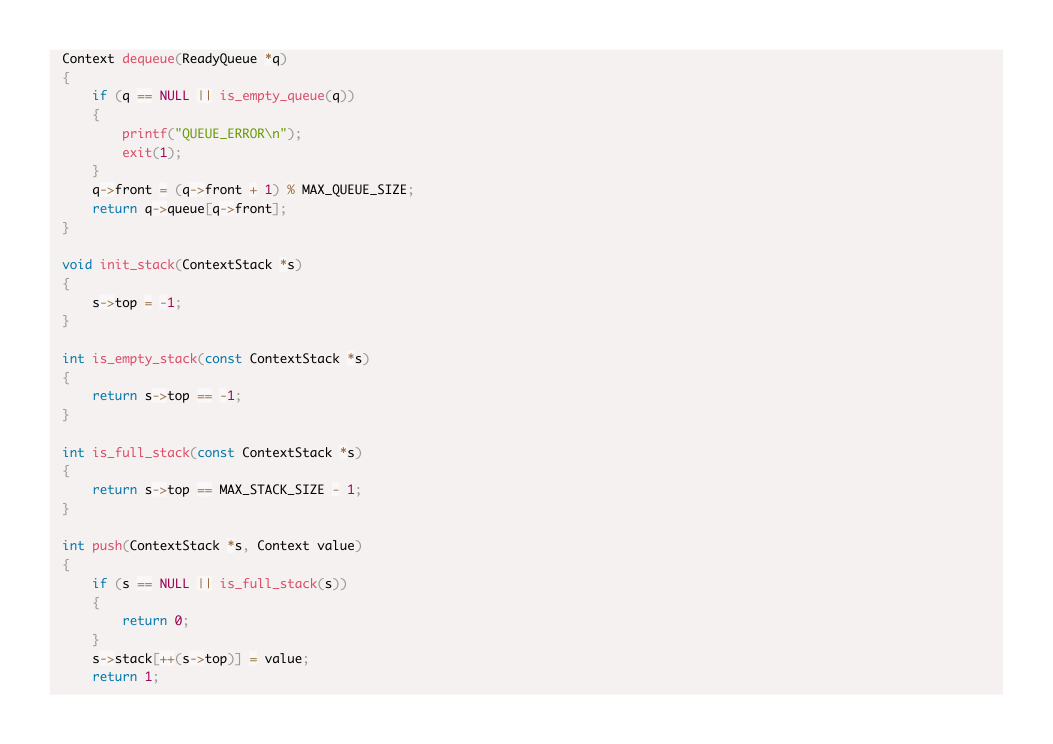 Context dequeue(ReadyQueue *q)
{
    if (q == NULL || is_empty_queue(q))
    {
        printf("QUEUE_ERROR\n");
        exit(1);
    }
    q->front = (q->front + 1) % MAX_QUEUE_SIZE;
    return q->queue[q->front];
}

void init_stack(ContextStack *s)
{
    s->top = -1;
}

int is_empty_stack(const ContextStack *s)
{
    return s->top == -1;
}

int is_full_stack(const ContextStack *s)
{
    return s->top == MAX_STACK_SIZE - 1;
}

int push(ContextStack *s, Context value)
{
    if (s == NULL || is_full_stack(s))
    {
        return 0;
    }
    s->stack[++(s->top)] = value;
    return 1;